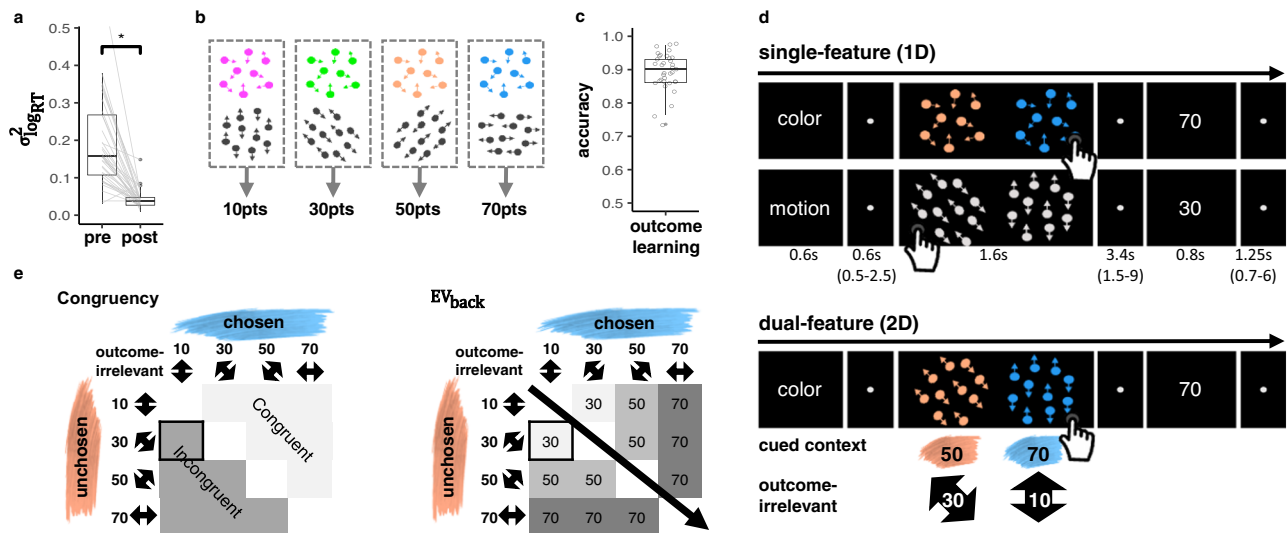 a
0.5
0.4
0.3
0.2
0.1
0.0
σ²logRT
*
pre post
b
10pts 30pts 50pts 70pts
c
1.0
0.9
0.8
0.7
0.6
0.5
accuracy
outcome
learning
d
single-feature (1D)
color
70
motion
30
0.6s 0.6s 1.6s 3.4s 0.8s 1.25s
(0.5-2.5) (1.5-9) (0.7-6)
dual-feature (2D)
color
70
cued context
50 70
outcome-
irrelevant
30 10
e
Congruency
chosen
outcome-
irrelevant
10 30 50 70
unchosen
10
30
50
70
Congruent
Incongruent
EVback
chosen
outcome-
irrelevant
10 30 50 70
unchosen
10 30 50 70
30 30 50 70
50 50 50 70
70 70 70 70